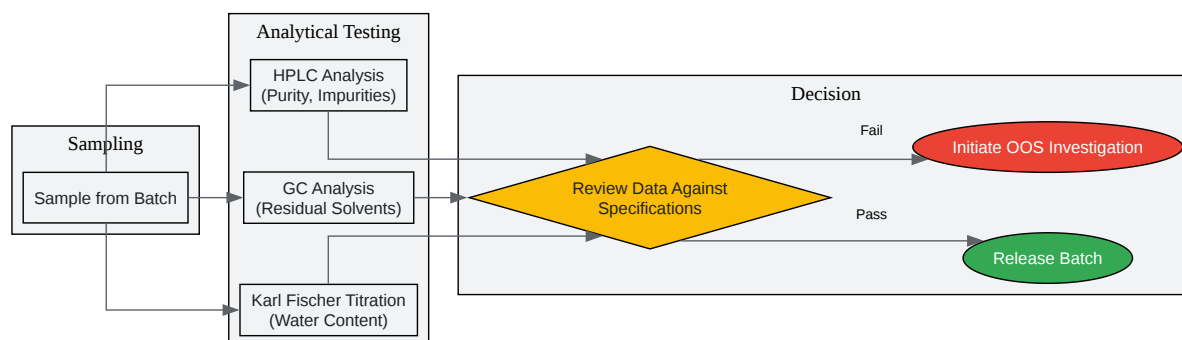 Sampling
Sample from Batch
Analytical Testing
HPLC Analysis
(Purity, Impurities)
GC Analysis
(Residual Solvents)
Karl Fischer Titration
(Water Content)
Decision
Review Data Against
Specifications
Fail
Initiate OOS Investigation
Pass
Release Batch